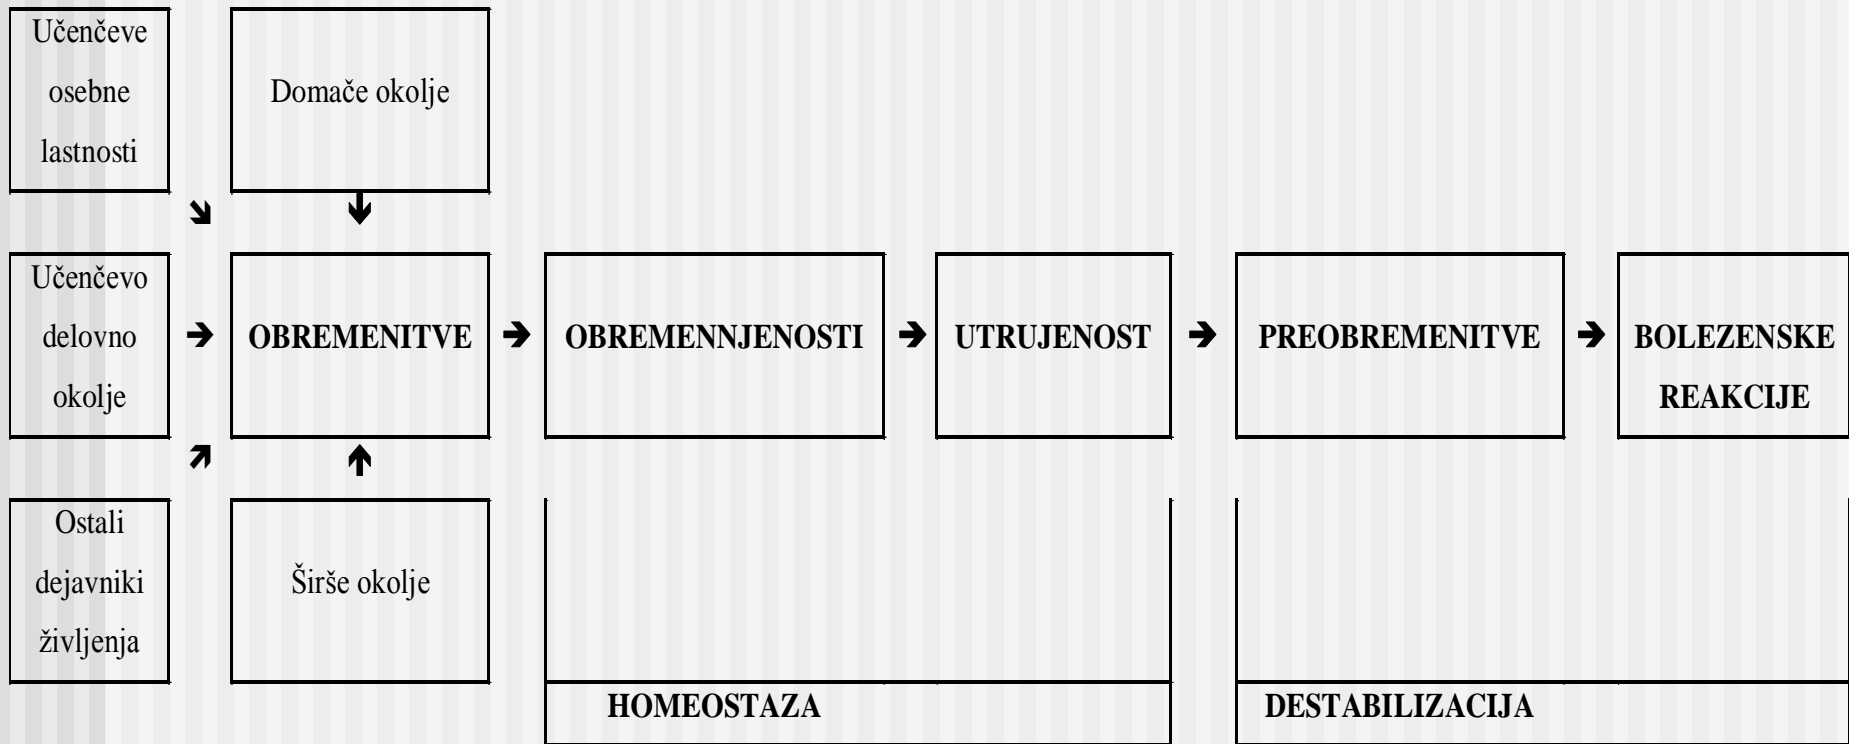 Učenčeve
osebne
lastnosti
Domače okolje
Učenčevo
delovno
okolje
OBREMENITVE
OBREMENNJENOSTI
UTRUJENOST
PREOBREMENITVE
BOLEZENSKE
REAKCIJE
Ostali
dejavniki
življenja
Širše okolje
HOMEOSTAZA
DESTABILIZACIJA